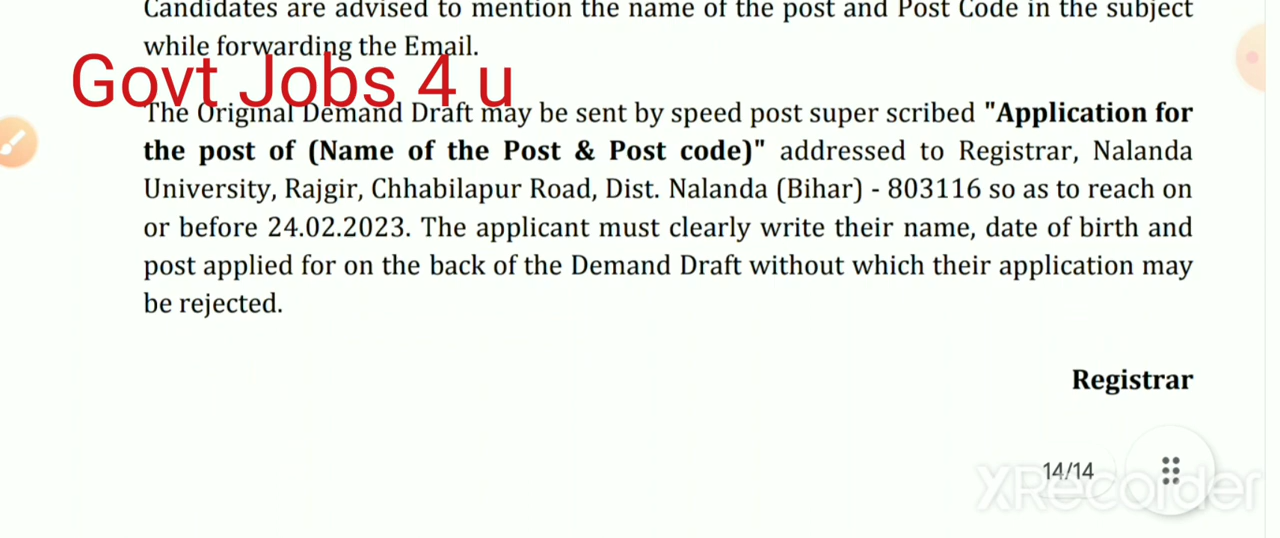 Candidates are advised to mention the name of the post and Post Code in the subject
while forwarding the Email.
Govt Jobs 4 u
The Original Demand Draft may be sent by speed post super scribed "Application for
the post of (Name of the Post & Post code)" addressed to Registrar, Nalanda
University, Rajgir, Chhabilapur Road, Dist. Nalanda (Bihar) - 803116 so as to reach on
or before 24.02.2023. The applicant must clearly write their name, date of birth and
post applied for on the back of the Demand Draft without which their application may
be rejected.
Registrar
14/14
XRecorder